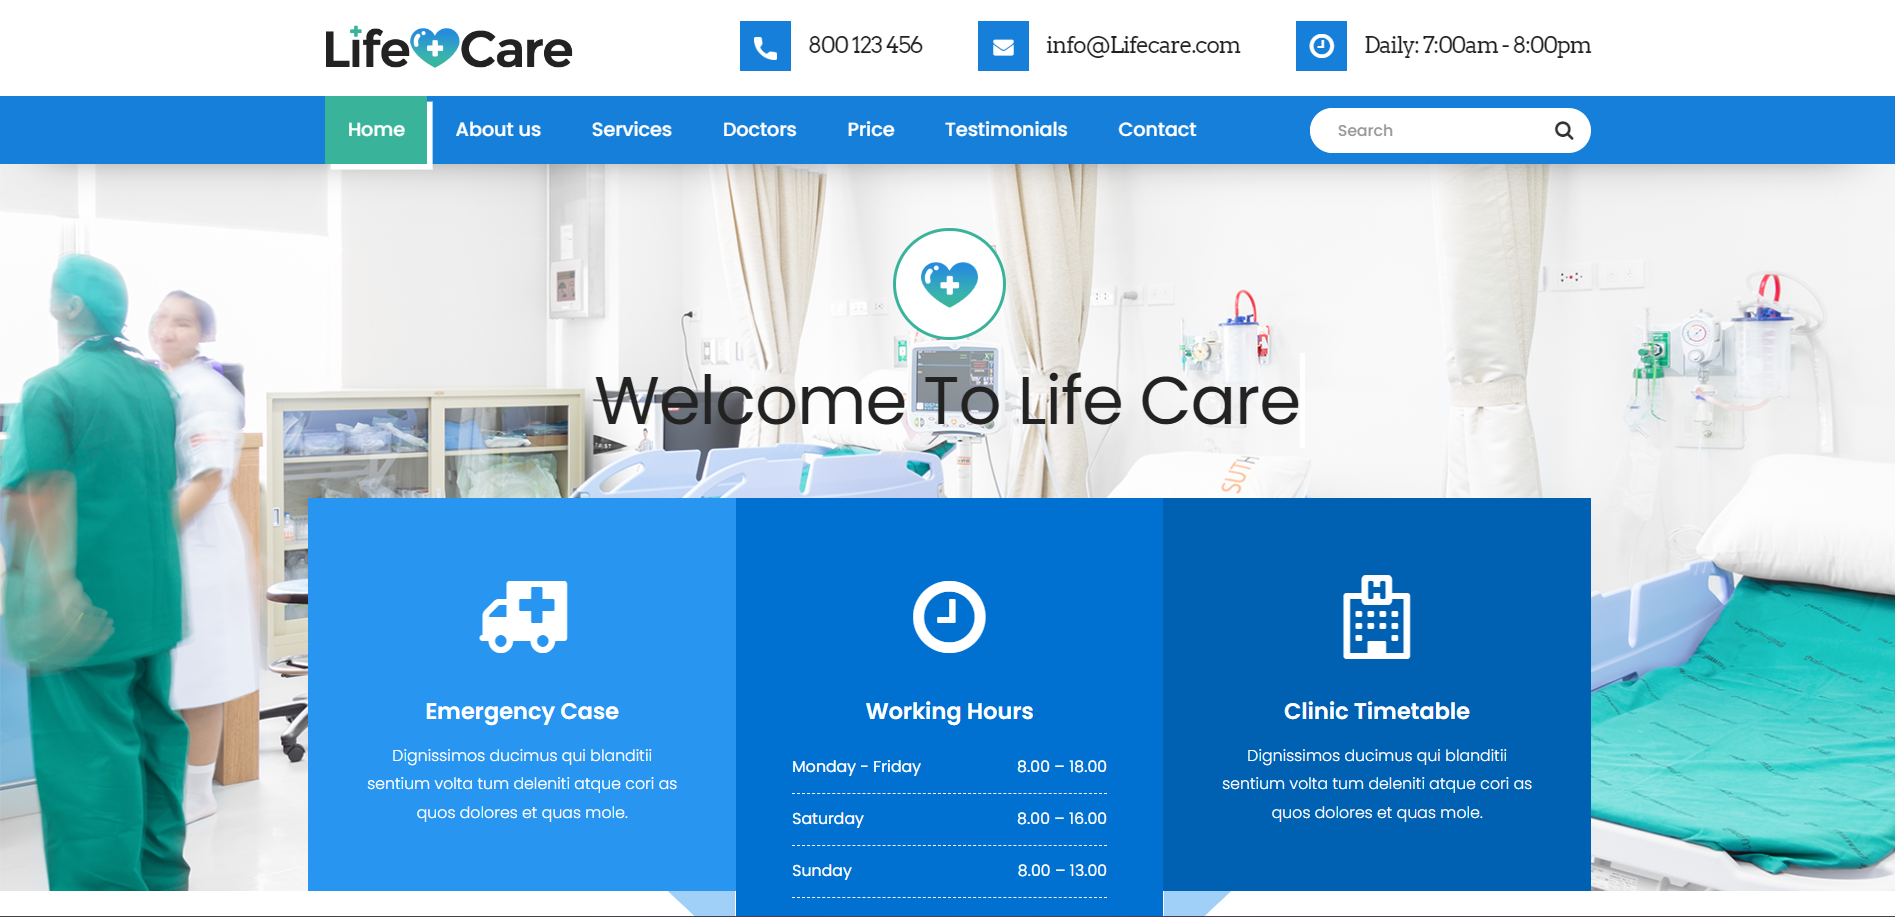 Life Care
800 123 456
info@Lifecare.com
Daily: 7:00am - 8:00pm
Home
About us
Services
Doctors
Price
Testimonials
Contact
Search
Welcome To Life Care
SUTH
H
Emergency Case
Dignissimos ducimus qui blanditii
sentium volta tum deleniti atque cori as
quos dolores et quas mole.
Working Hours
Monday - Friday 8.00 – 18.00
Saturday 8.00 – 16.00
Sunday 8.00 – 13.00
Clinic Timetable
Dignissimos ducimus qui blanditii
sentium volta tum deleniti atque cori as
quos dolores et quas mole.